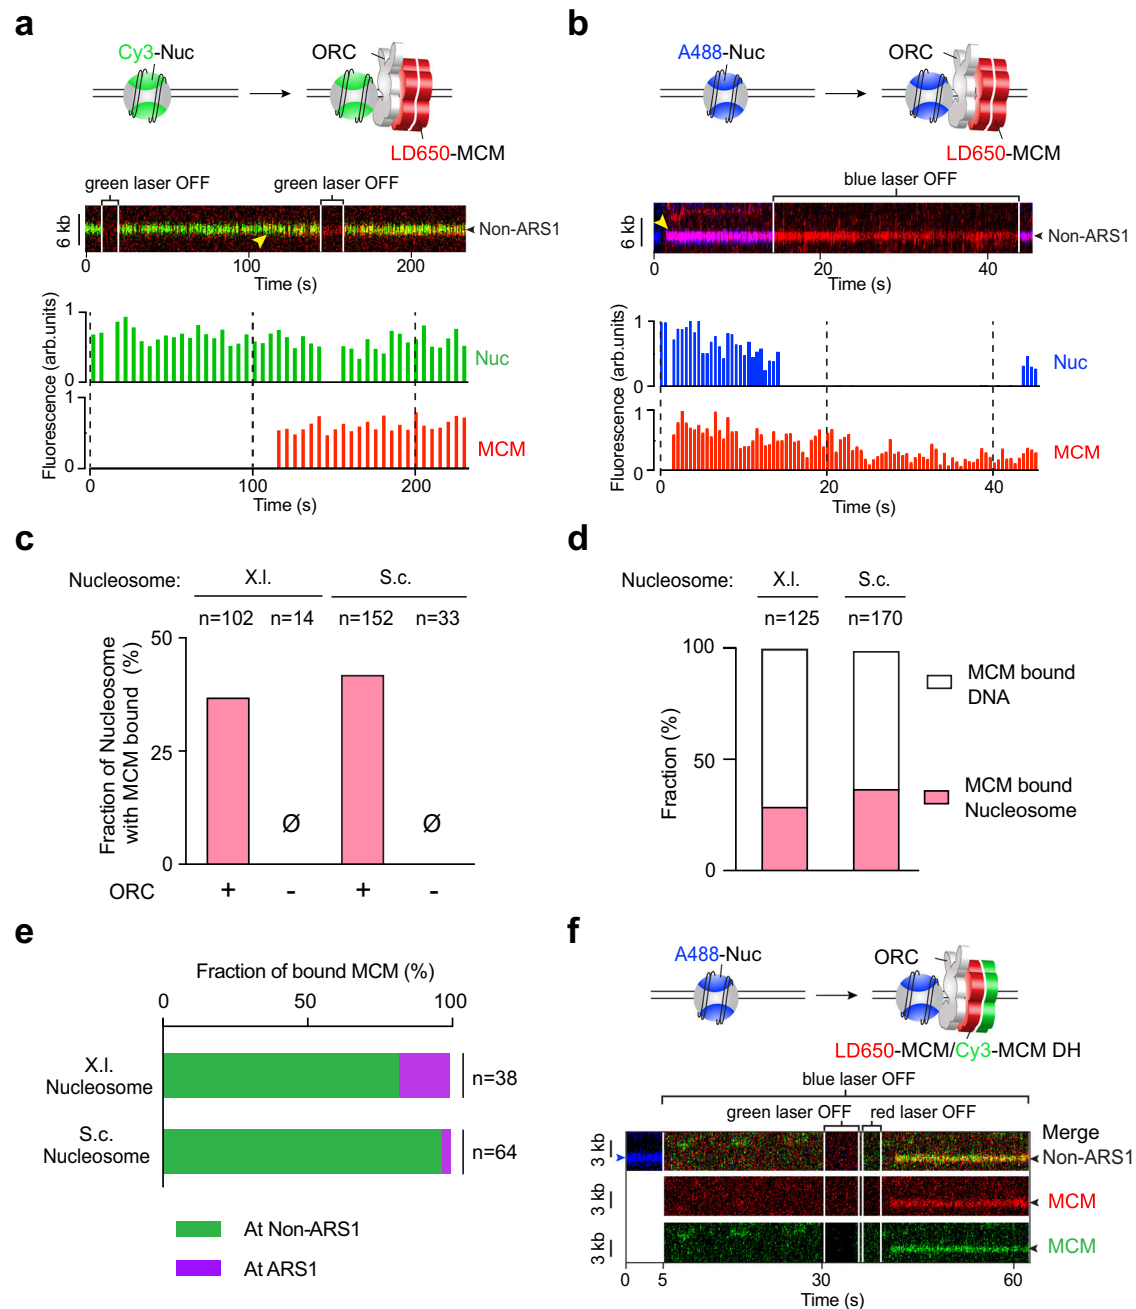 a
Cy3-Nuc
ORC
LD650-MCM
green laser OFF
green laser OFF
6 kb
Non-ARS1
0
100
200
Time (s)
Fluorescence (arb.units)
1
0
Nuc
1
0
MCM
0
100
200
Time (s)
b
A488-Nuc
ORC
LD650-MCM
blue laser OFF
6 kb
Non-ARS1
0
20
40
Time (s)
Fluorescence (arb.units)
1
0
Nuc
1
0
MCM
0
20
40
Time (s)
c
Nucleosome:
X.l.
S.c.
n=102
n=14
n=152
n=33
Fraction of Nucleosome
with MCM bound (%)
50
25
0
Ø
Ø
ORC
+
-
+
-
d
Nucleosome:
X.l.
S.c.
n=125
n=170
Fraction (%)
100
50
0
MCM bound
DNA
MCM bound
Nucleosome
e
Fraction of bound MCM (%)
0
50
100
X.l.
Nucleosome
n=38
S.c.
Nucleosome
n=64
At Non-ARS1
At ARS1
f
A488-Nuc
ORC
LD650-MCM/Cy3-MCM DH
blue laser OFF
green laser OFF
red laser OFF
3 kb
Merge
Non-ARS1
3 kb
MCM
3 kb
MCM
0
5
30
60
Time (s)